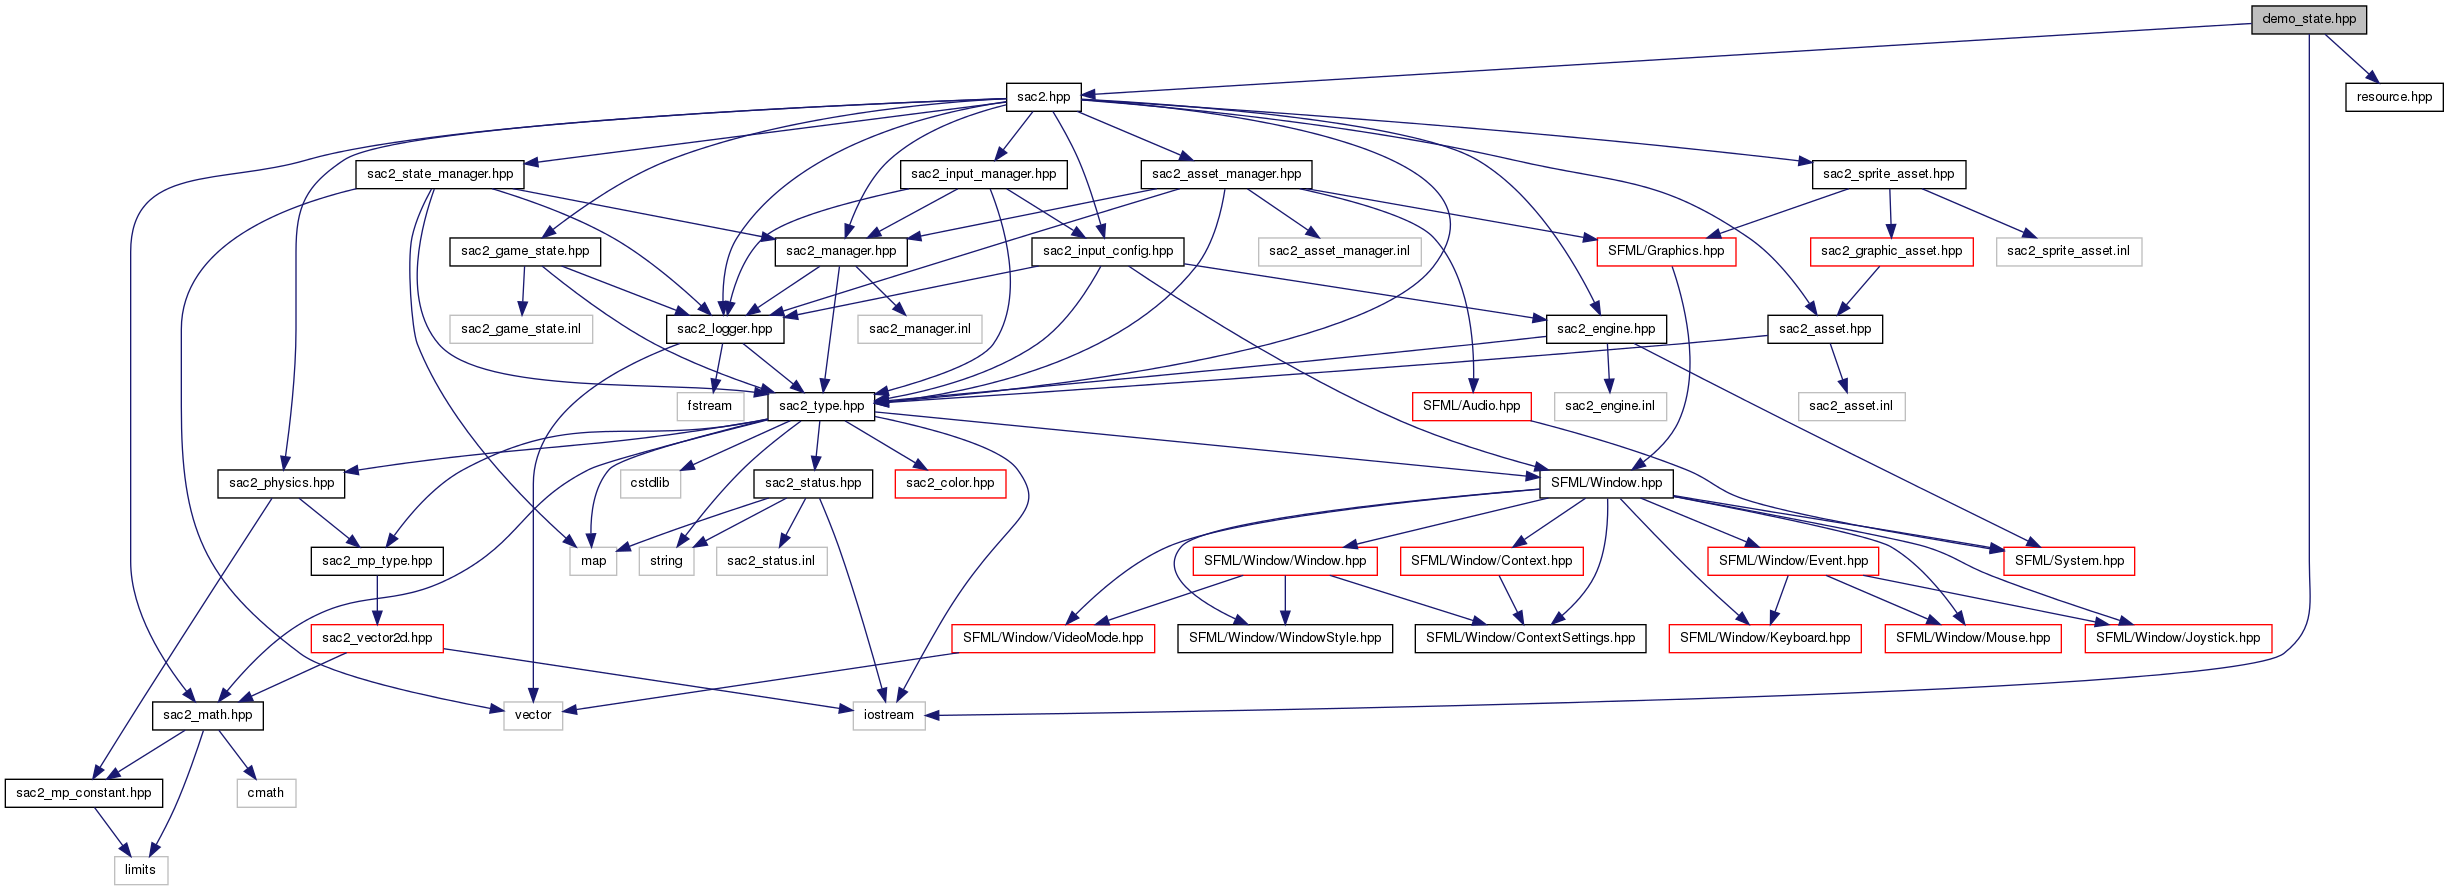 demo_state.hpp
sac2.hpp
resource.hpp
sac2_state_manager.hpp
sac2_input_manager.hpp
sac2_asset_manager.hpp
sac2_sprite_asset.hpp
sac2_game_state.hpp
sac2_manager.hpp
sac2_input_config.hpp
sac2_asset_manager.inl
SFML/Graphics.hpp
sac2_graphic_asset.hpp
sac2_sprite_asset.inl
sac2_game_state.inl
sac2_logger.hpp
sac2_manager.inl
sac2_engine.hpp
sac2_asset.hpp
fstream
sac2_type.hpp
SFML/Audio.hpp
sac2_engine.inl
sac2_asset.inl
sac2_physics.hpp
cstdlib
sac2_status.hpp
sac2_color.hpp
SFML/Window.hpp
sac2_mp_type.hpp
map
string
sac2_status.inl
SFML/Window/Window.hpp
SFML/Window/Context.hpp
SFML/Window/Event.hpp
SFML/System.hpp
sac2_vector2d.hpp
SFML/Window/VideoMode.hpp
SFML/Window/WindowStyle.hpp
SFML/Window/ContextSettings.hpp
SFML/Window/Keyboard.hpp
SFML/Window/Mouse.hpp
SFML/Window/Joystick.hpp
sac2_math.hpp
vector
iostream
sac2_mp_constant.hpp
cmath
limits